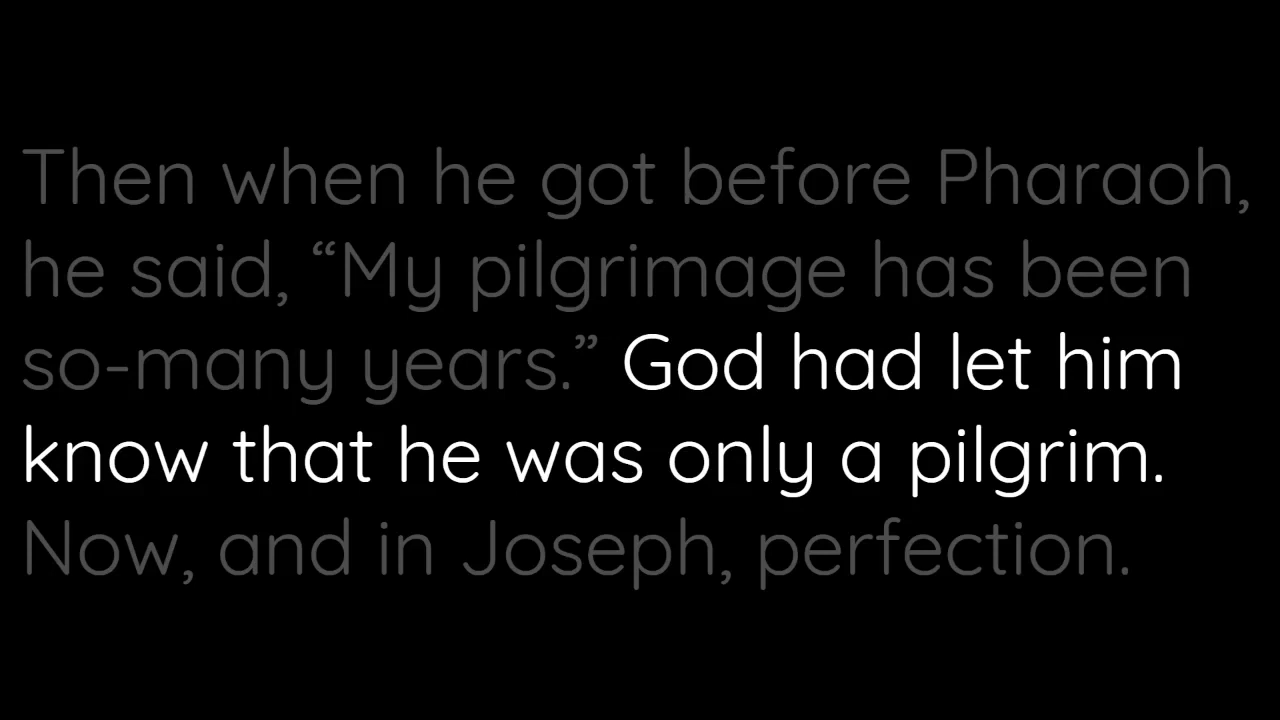 Then when he got before Pharaoh,
he said, “My pilgrimage has been
so-many years.” God had let him
know that he was only a pilgrim.
Now, and in Joseph, perfection.